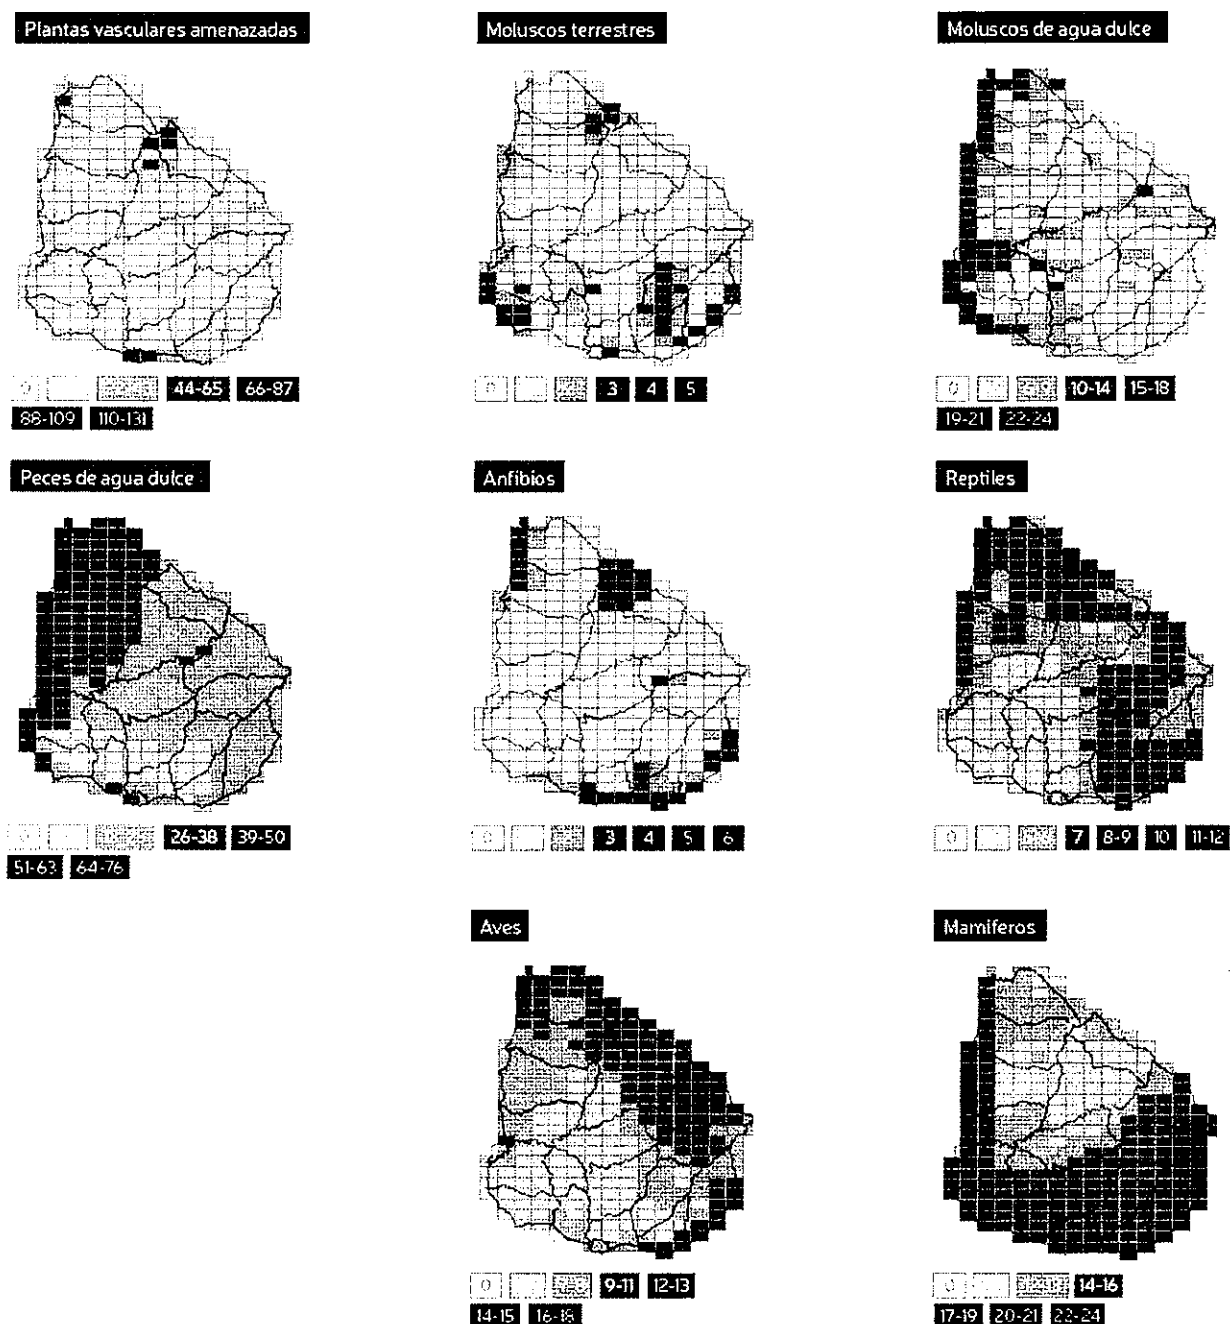 Plantas vasculares amenazadas
Moluscos terrestres
Moluscos de agua dulce
0 44-65 66-87
88-109 110-131
0 3 4 5
0 10-14 15-18
19-21 22-24
Peces de agua dulce
Anfibios
Reptiles
0 26-38 39-50
51-63 64-76
0 3 4 5 6
0 7 8-9 10 11-12
Aves
Mamíferos
0 9-11 12-13
14-15 16-18
0 14-16
17-19 20-21 22-24